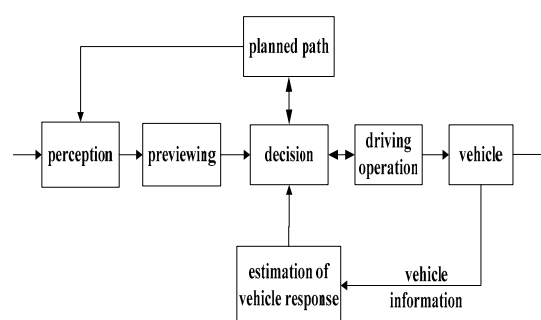 planned path
perception
previewing
decision
driving
operation
vehicle
estimation of
vehicle response
vehicle
information